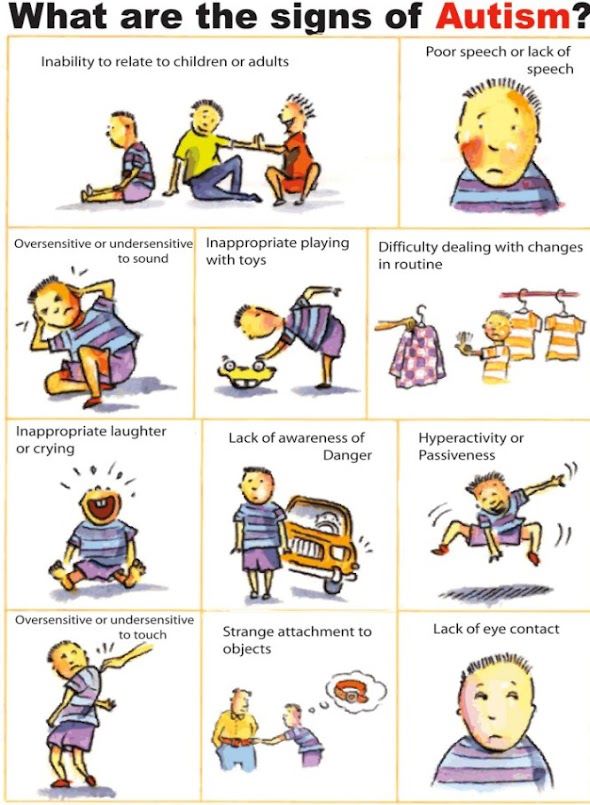 What are the signs of Autism?
Inability to relate to children or adults
Poor speech or lack of
speech
Oversensitive or undersensitive
to sound
Inappropriate playing
with toys
Difficulty dealing with changes
in routine
Inappropriate laughter
or crying
Lack of awareness of
Danger
Hyperactivity or
Passiveness
Oversensitive or undersensitive
to touch
Strange attachment to
objects
Lack of eye contact